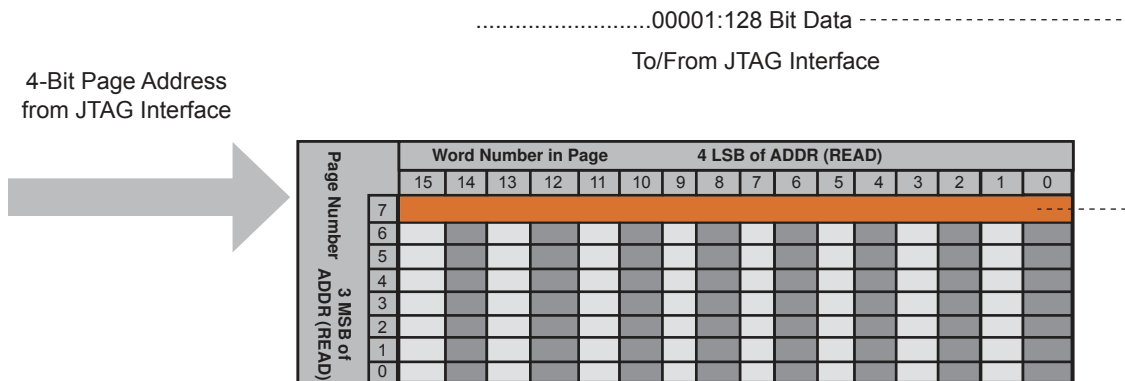 ..........................00001:128 Bit Data
To/From JTAG Interface
4-Bit Page Address
from JTAG Interface
Word Number in Page 4 LSB of ADDR (READ)
15 14 13 12 11 10 9 8 7 6 5 4 3 2 1 0
Page Number
3 MSB of
ADDR (READ)
7
6
5
4
3
2
1
0